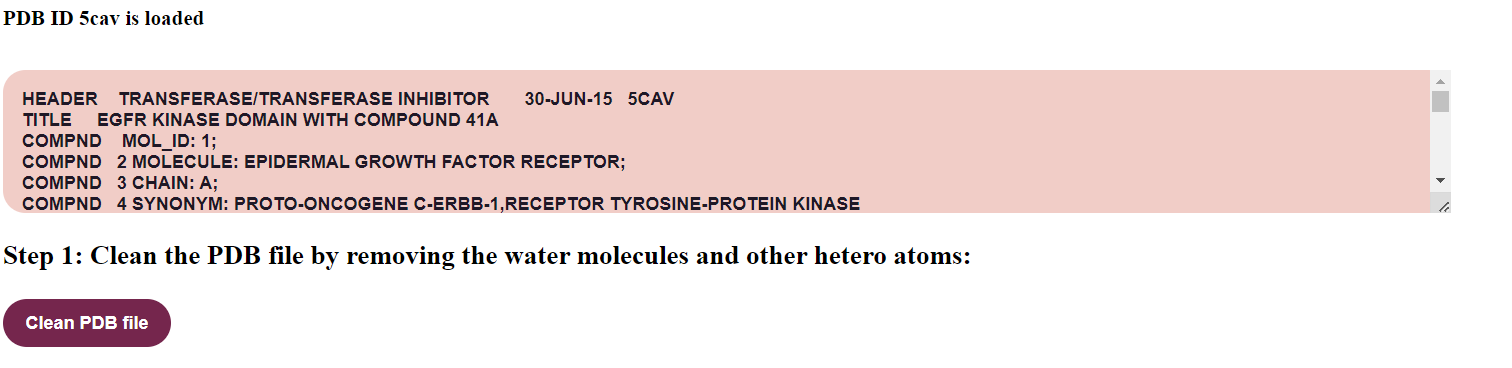 PDB ID 5cav is loaded
HEADER TRANSFERASE/TRANSFERASE INHIBITOR 30-JUN-15 5CAV
TITLE EGFR KINASE DOMAIN WITH COMPOUND 41A
COMPND MOL_ID: 1;
COMPND 2 MOLECULE: EPIDERMAL GROWTH FACTOR RECEPTOR;
COMPND 3 CHAIN: A;
COMPND 4 SYNONYM: PROTO-ONCOGENE C-ERBB-1,RECEPTOR TYROSINE-PROTEIN KINASE
Step 1: Clean the PDB file by removing the water molecules and other hetero atoms:
Clean PDB file